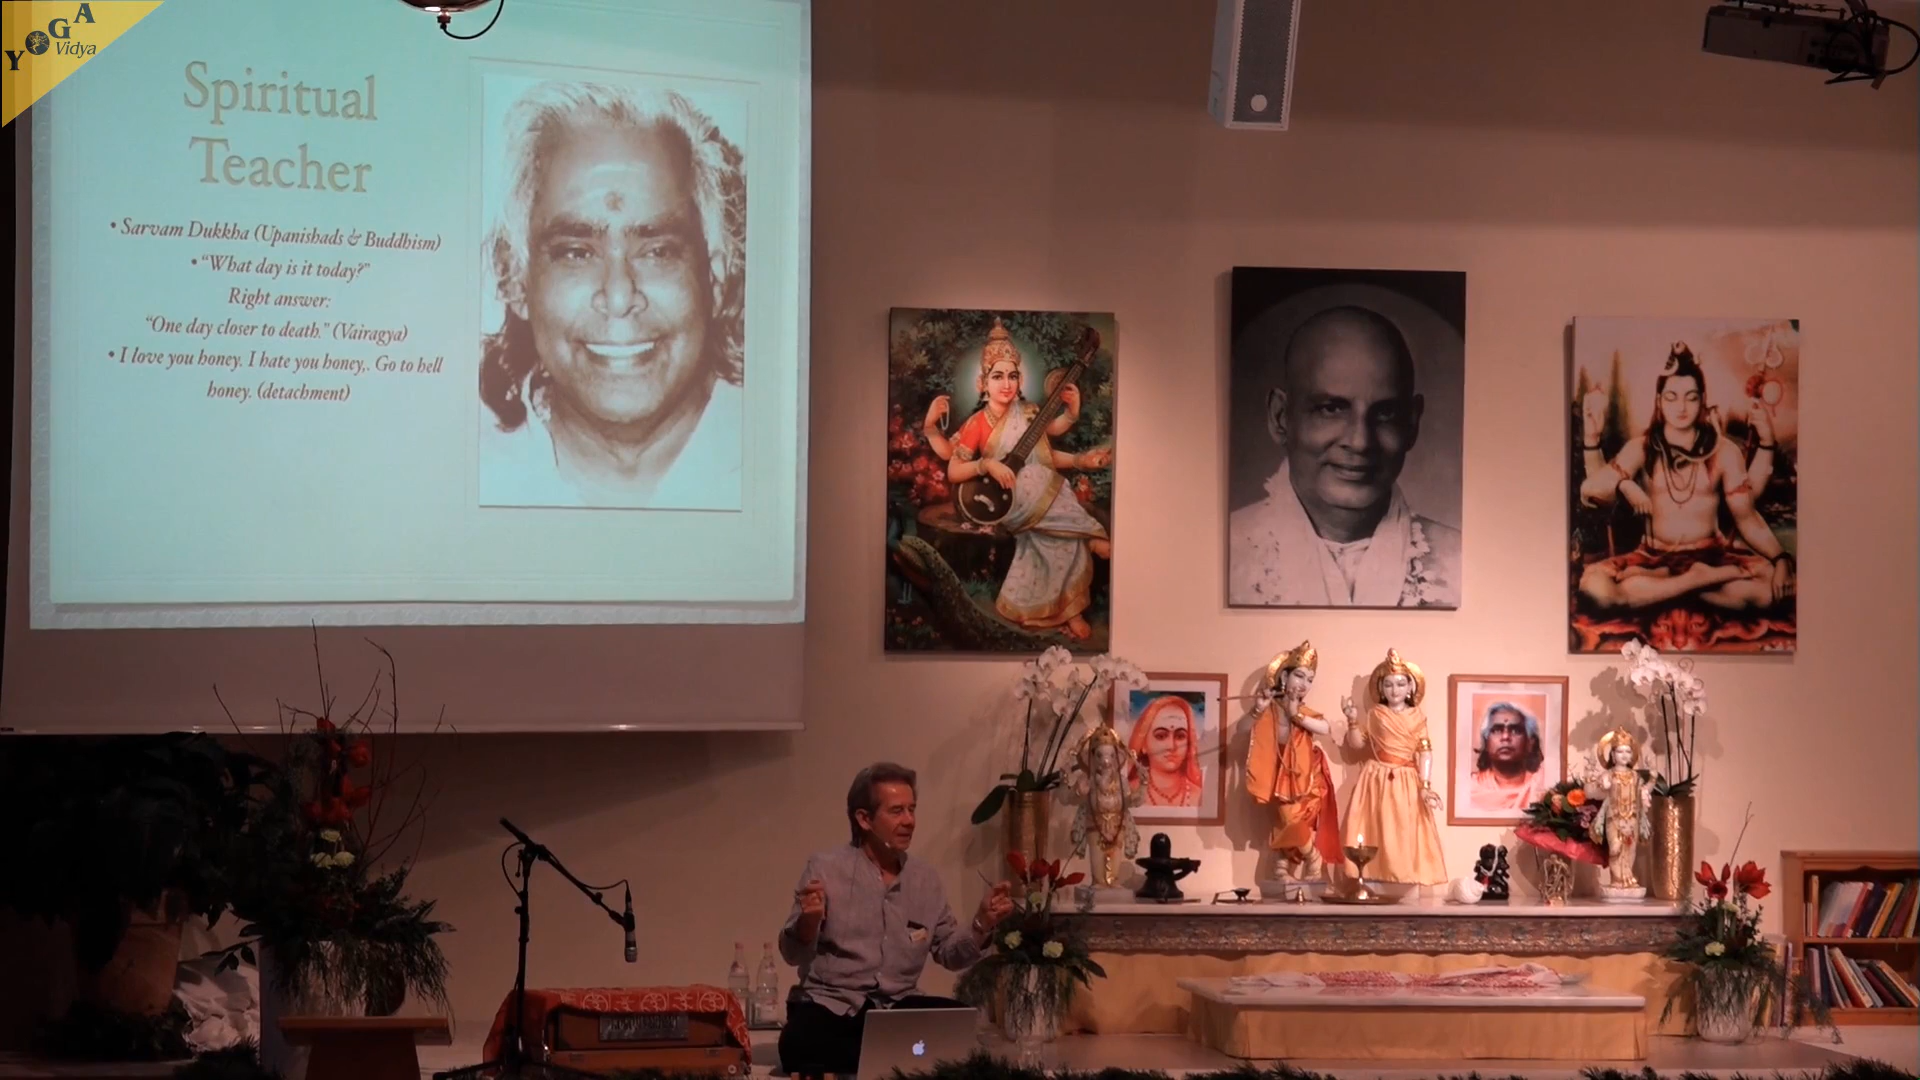 YOGA
Vidya
Spiritual
Teacher
• Sarvam Dukkha (Upanishads & Buddhism)
• "What day is it today?"
Right answer:
"One day closer to death." (Vairagya)
• I love you honey. I hate you honey,. Go to hell
honey. (detachment)